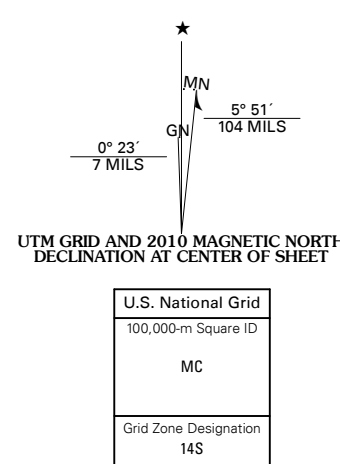 MN
GN
5° 51´
104 MILS
0° 23´
7 MILS
UTM GRID AND 2010 MAGNETIC NORTH
DECLINATION AT CENTER OF SHEET
U.S. National Grid
100,000-m Square ID
MC
Grid Zone Designation
14S